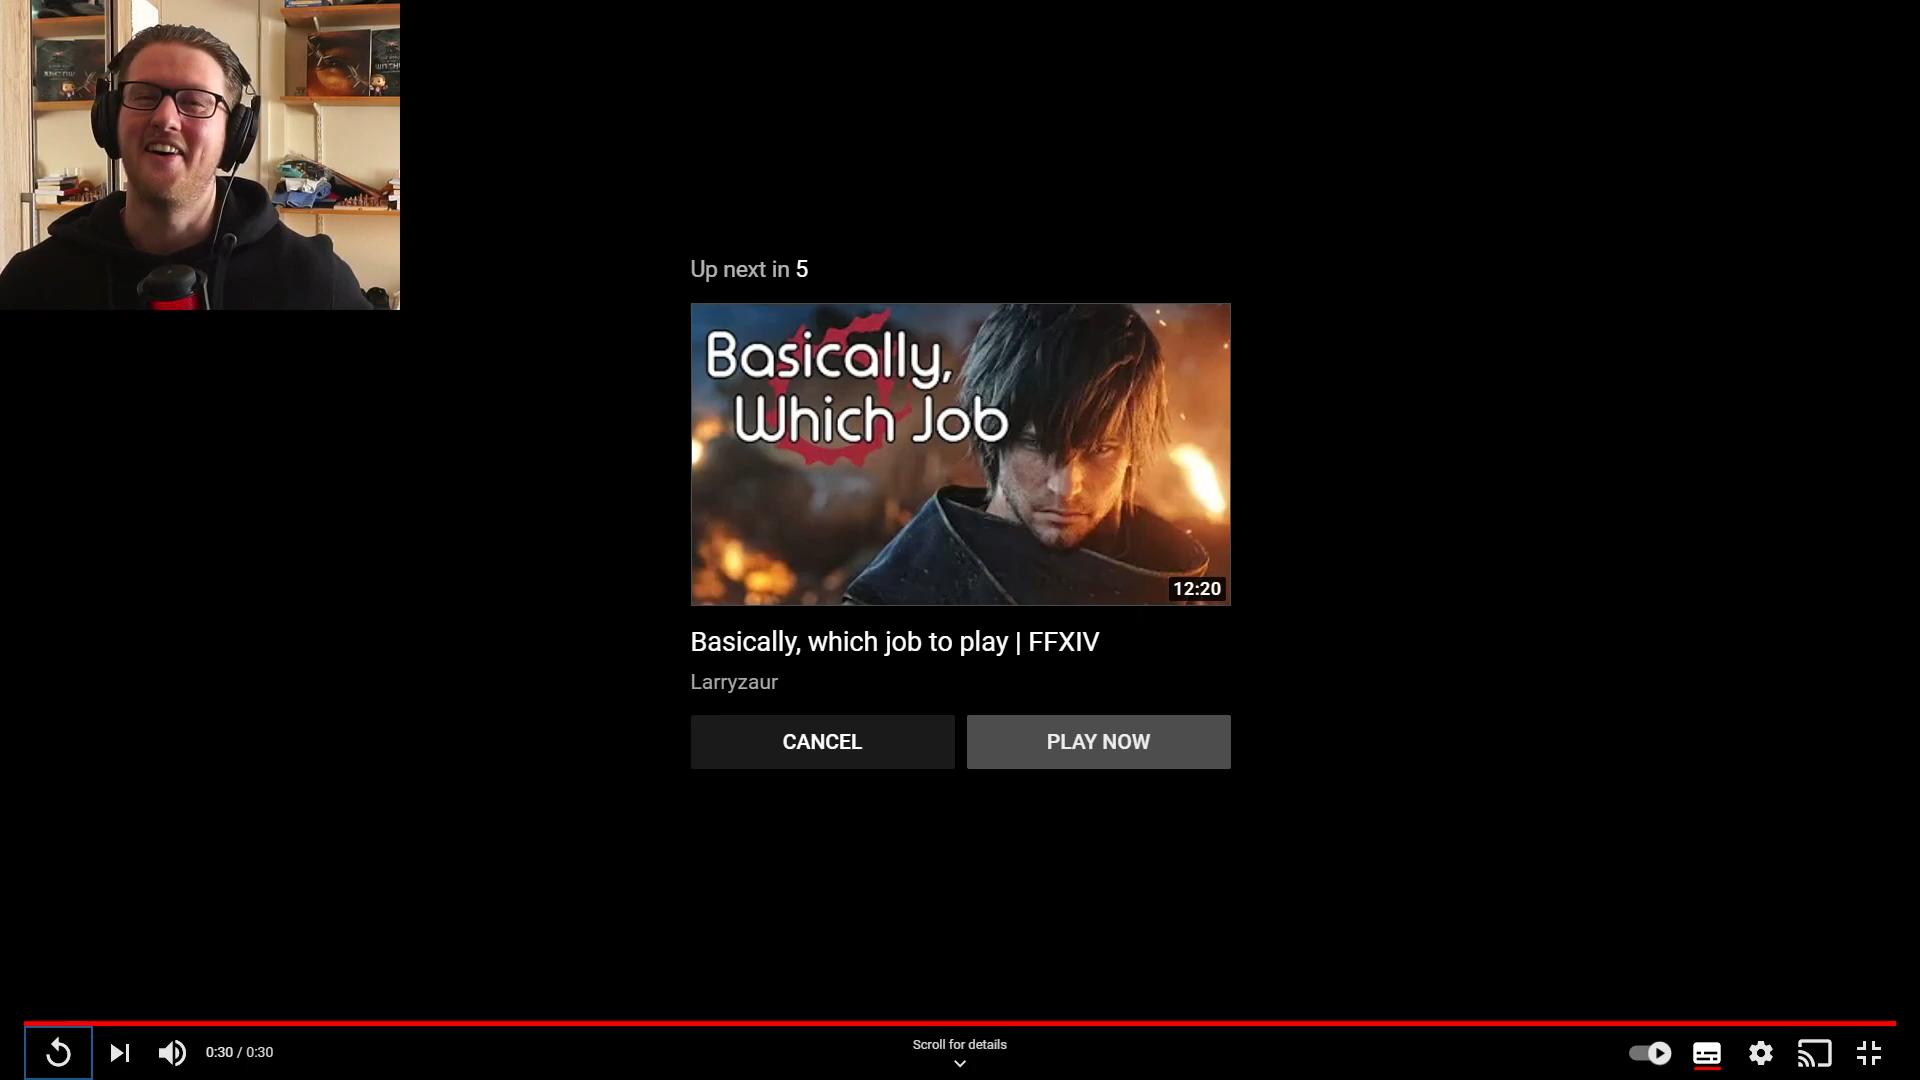 Up next in 5
Basically,
Which Job
12:20
Basically, which job to play | FFXIV
Larryzaur
CANCEL
PLAY NOW
Scroll for details
0:30 / 0:30